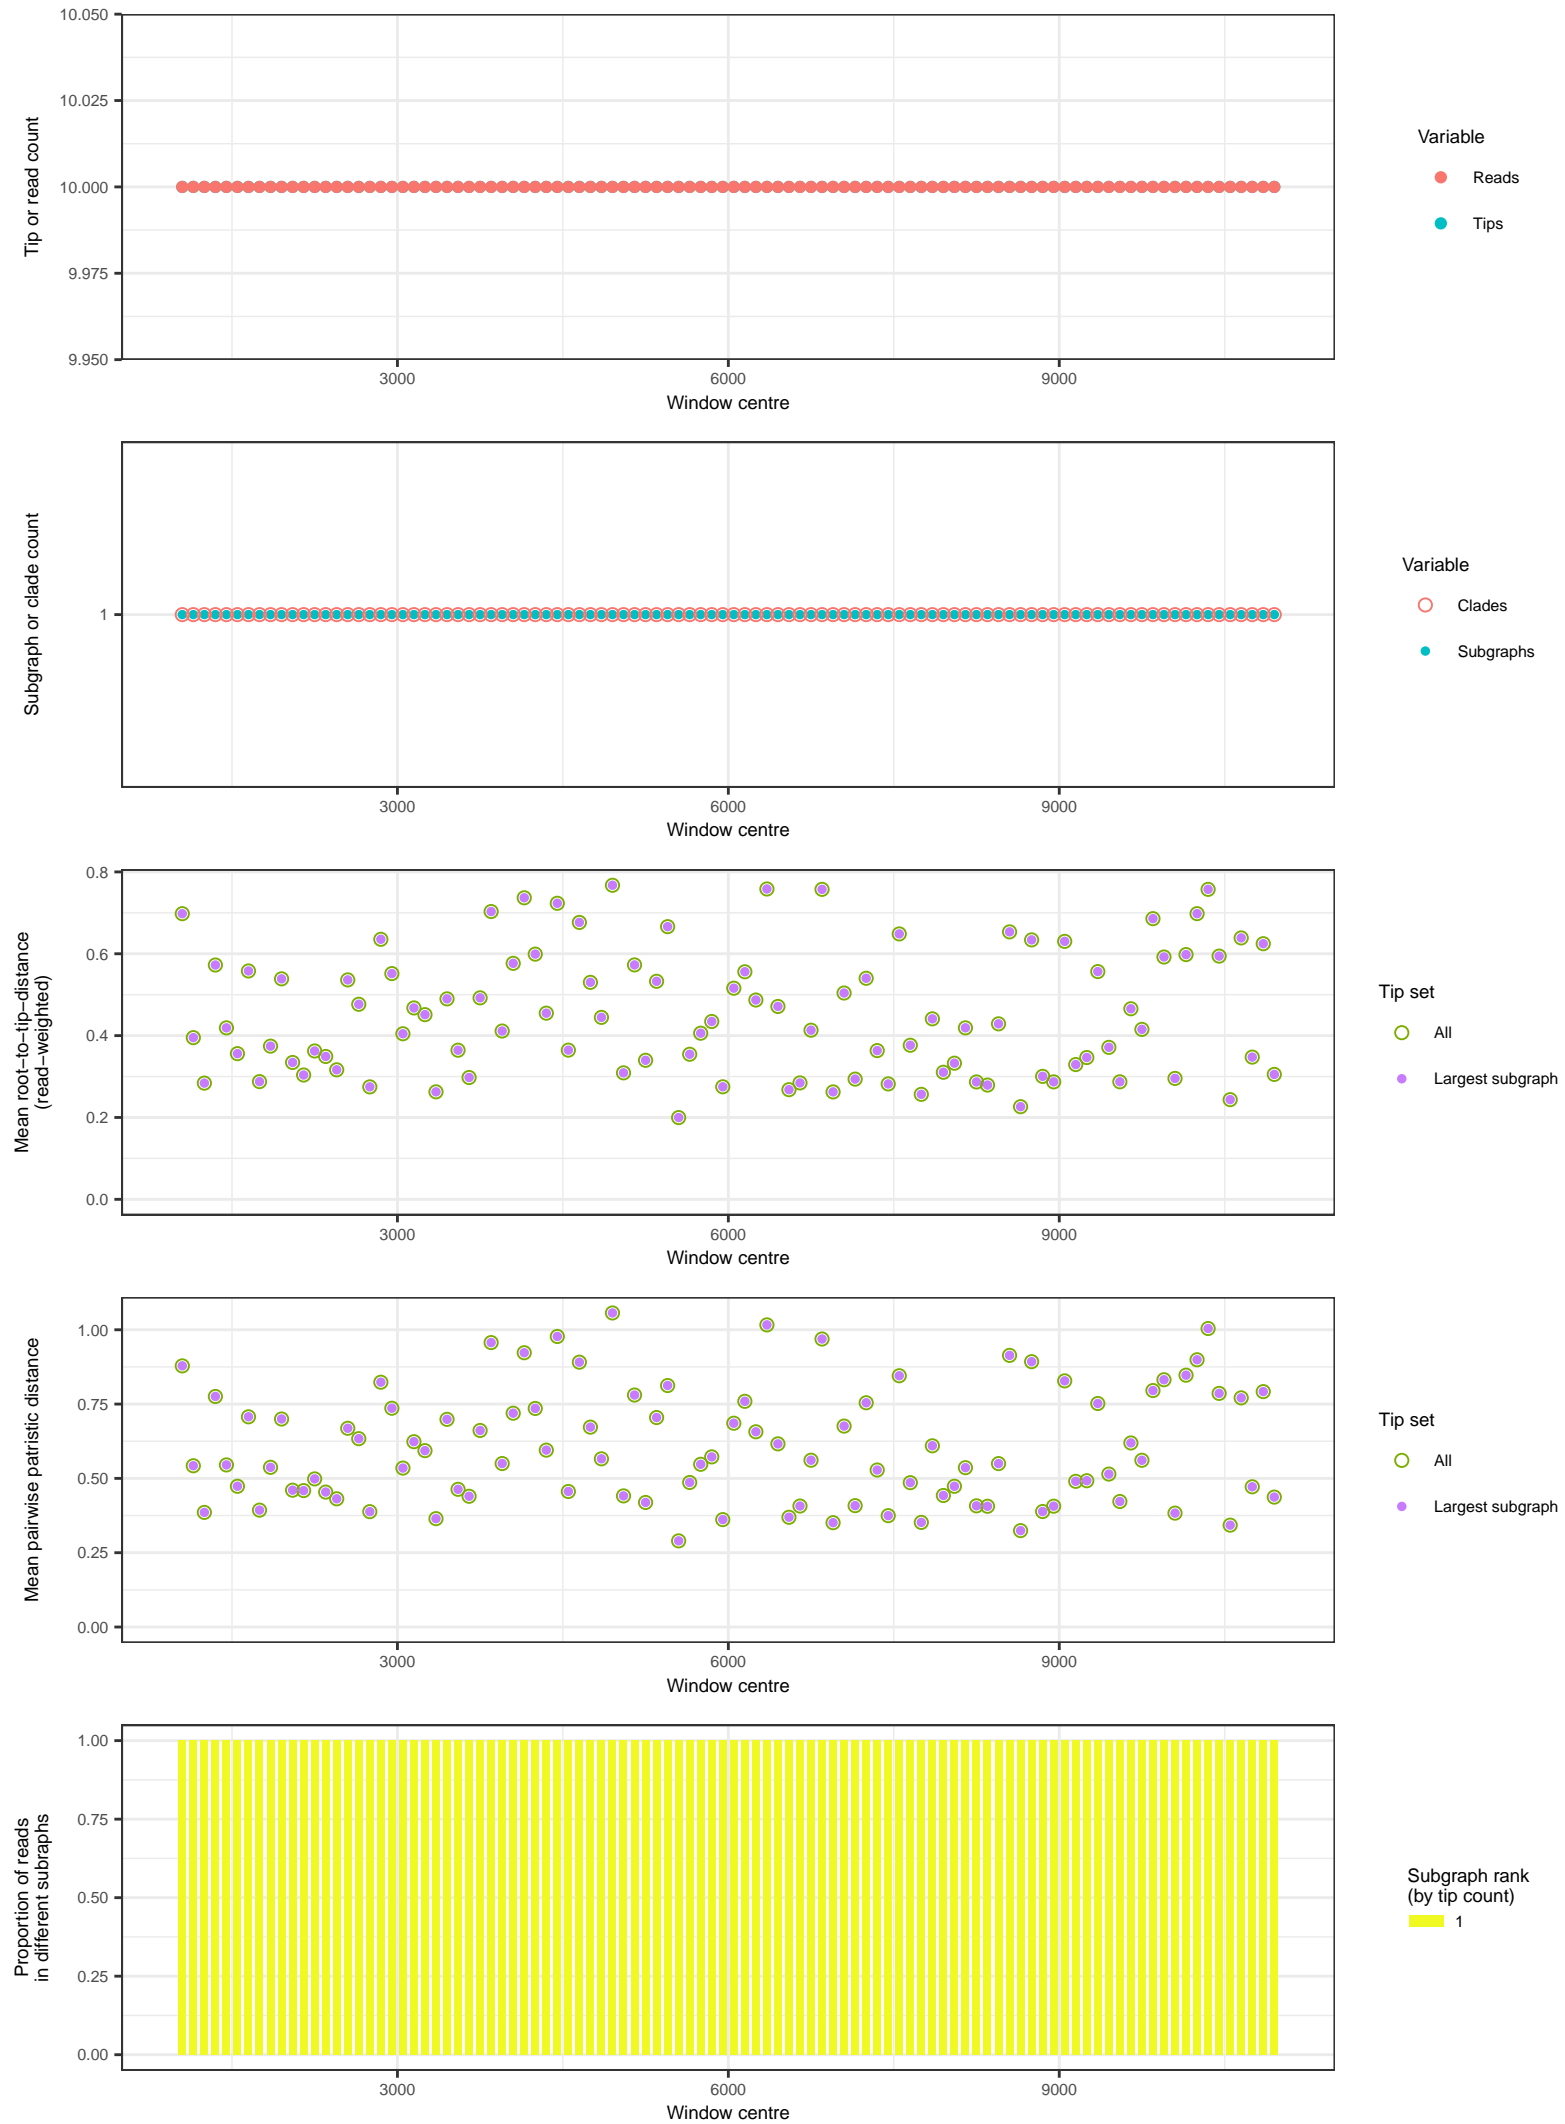 10.050
10.025
10.000
9.975
9.950
Tip or read count
3000 6000 9000
Window centre
Variable
Reads
Tips
1
Subgraph or clade count
3000 6000 9000
Window centre
Variable
Clades
Subgraphs
0.8
0.6
0.4
0.2
0.0
Mean root−to−tip−distance
(read−weighted)
3000 6000 9000
Window centre
Tip set
All
Largest subgraph
1.00
0.75
0.50
0.25
0.00
Mean pairwise patristic distance
3000 6000 9000
Window centre
Tip set
All
Largest subgraph
1.00
0.75
0.50
0.25
0.00
Proportion of reads
in different subraphs
3000 6000 9000
Window centre
Subgraph rank
(by tip count)
1